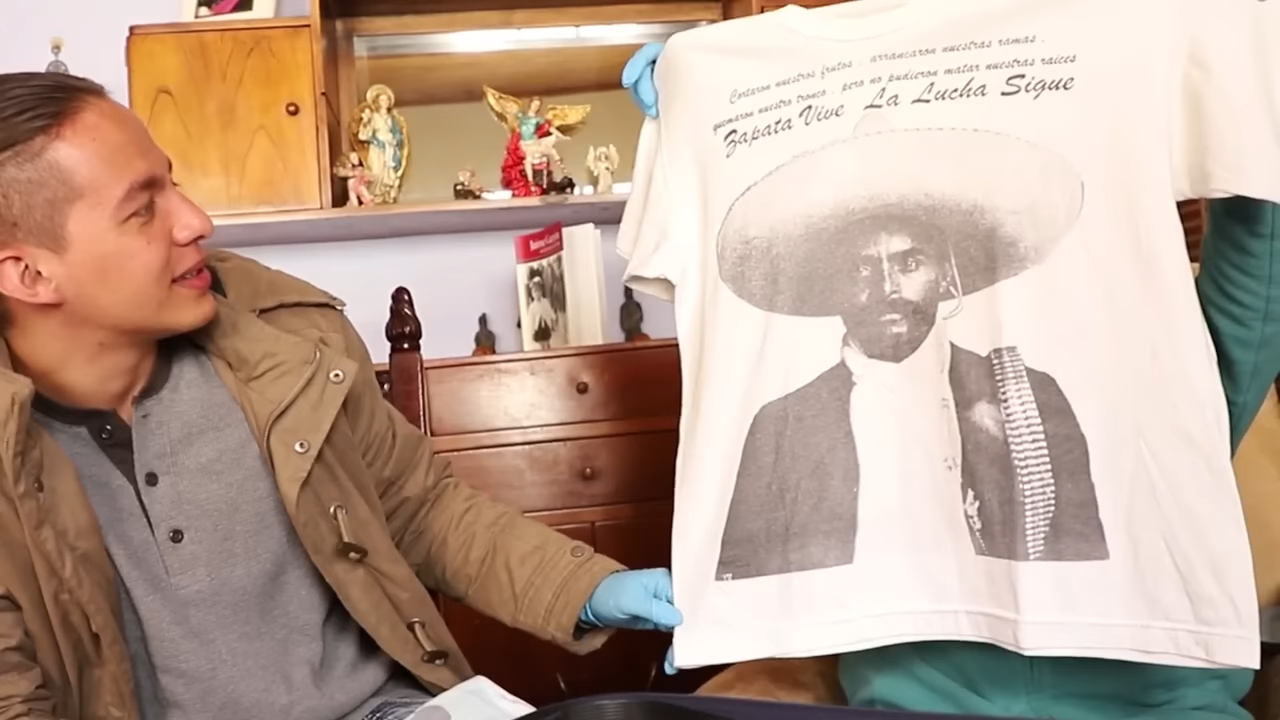 Cortaron nuestros frutos . arrancaron nuestras ramas .
quemaron nuestro tronco . pero no pudieron matar nuestras raices
Zapata Vive La Lucha Sigue